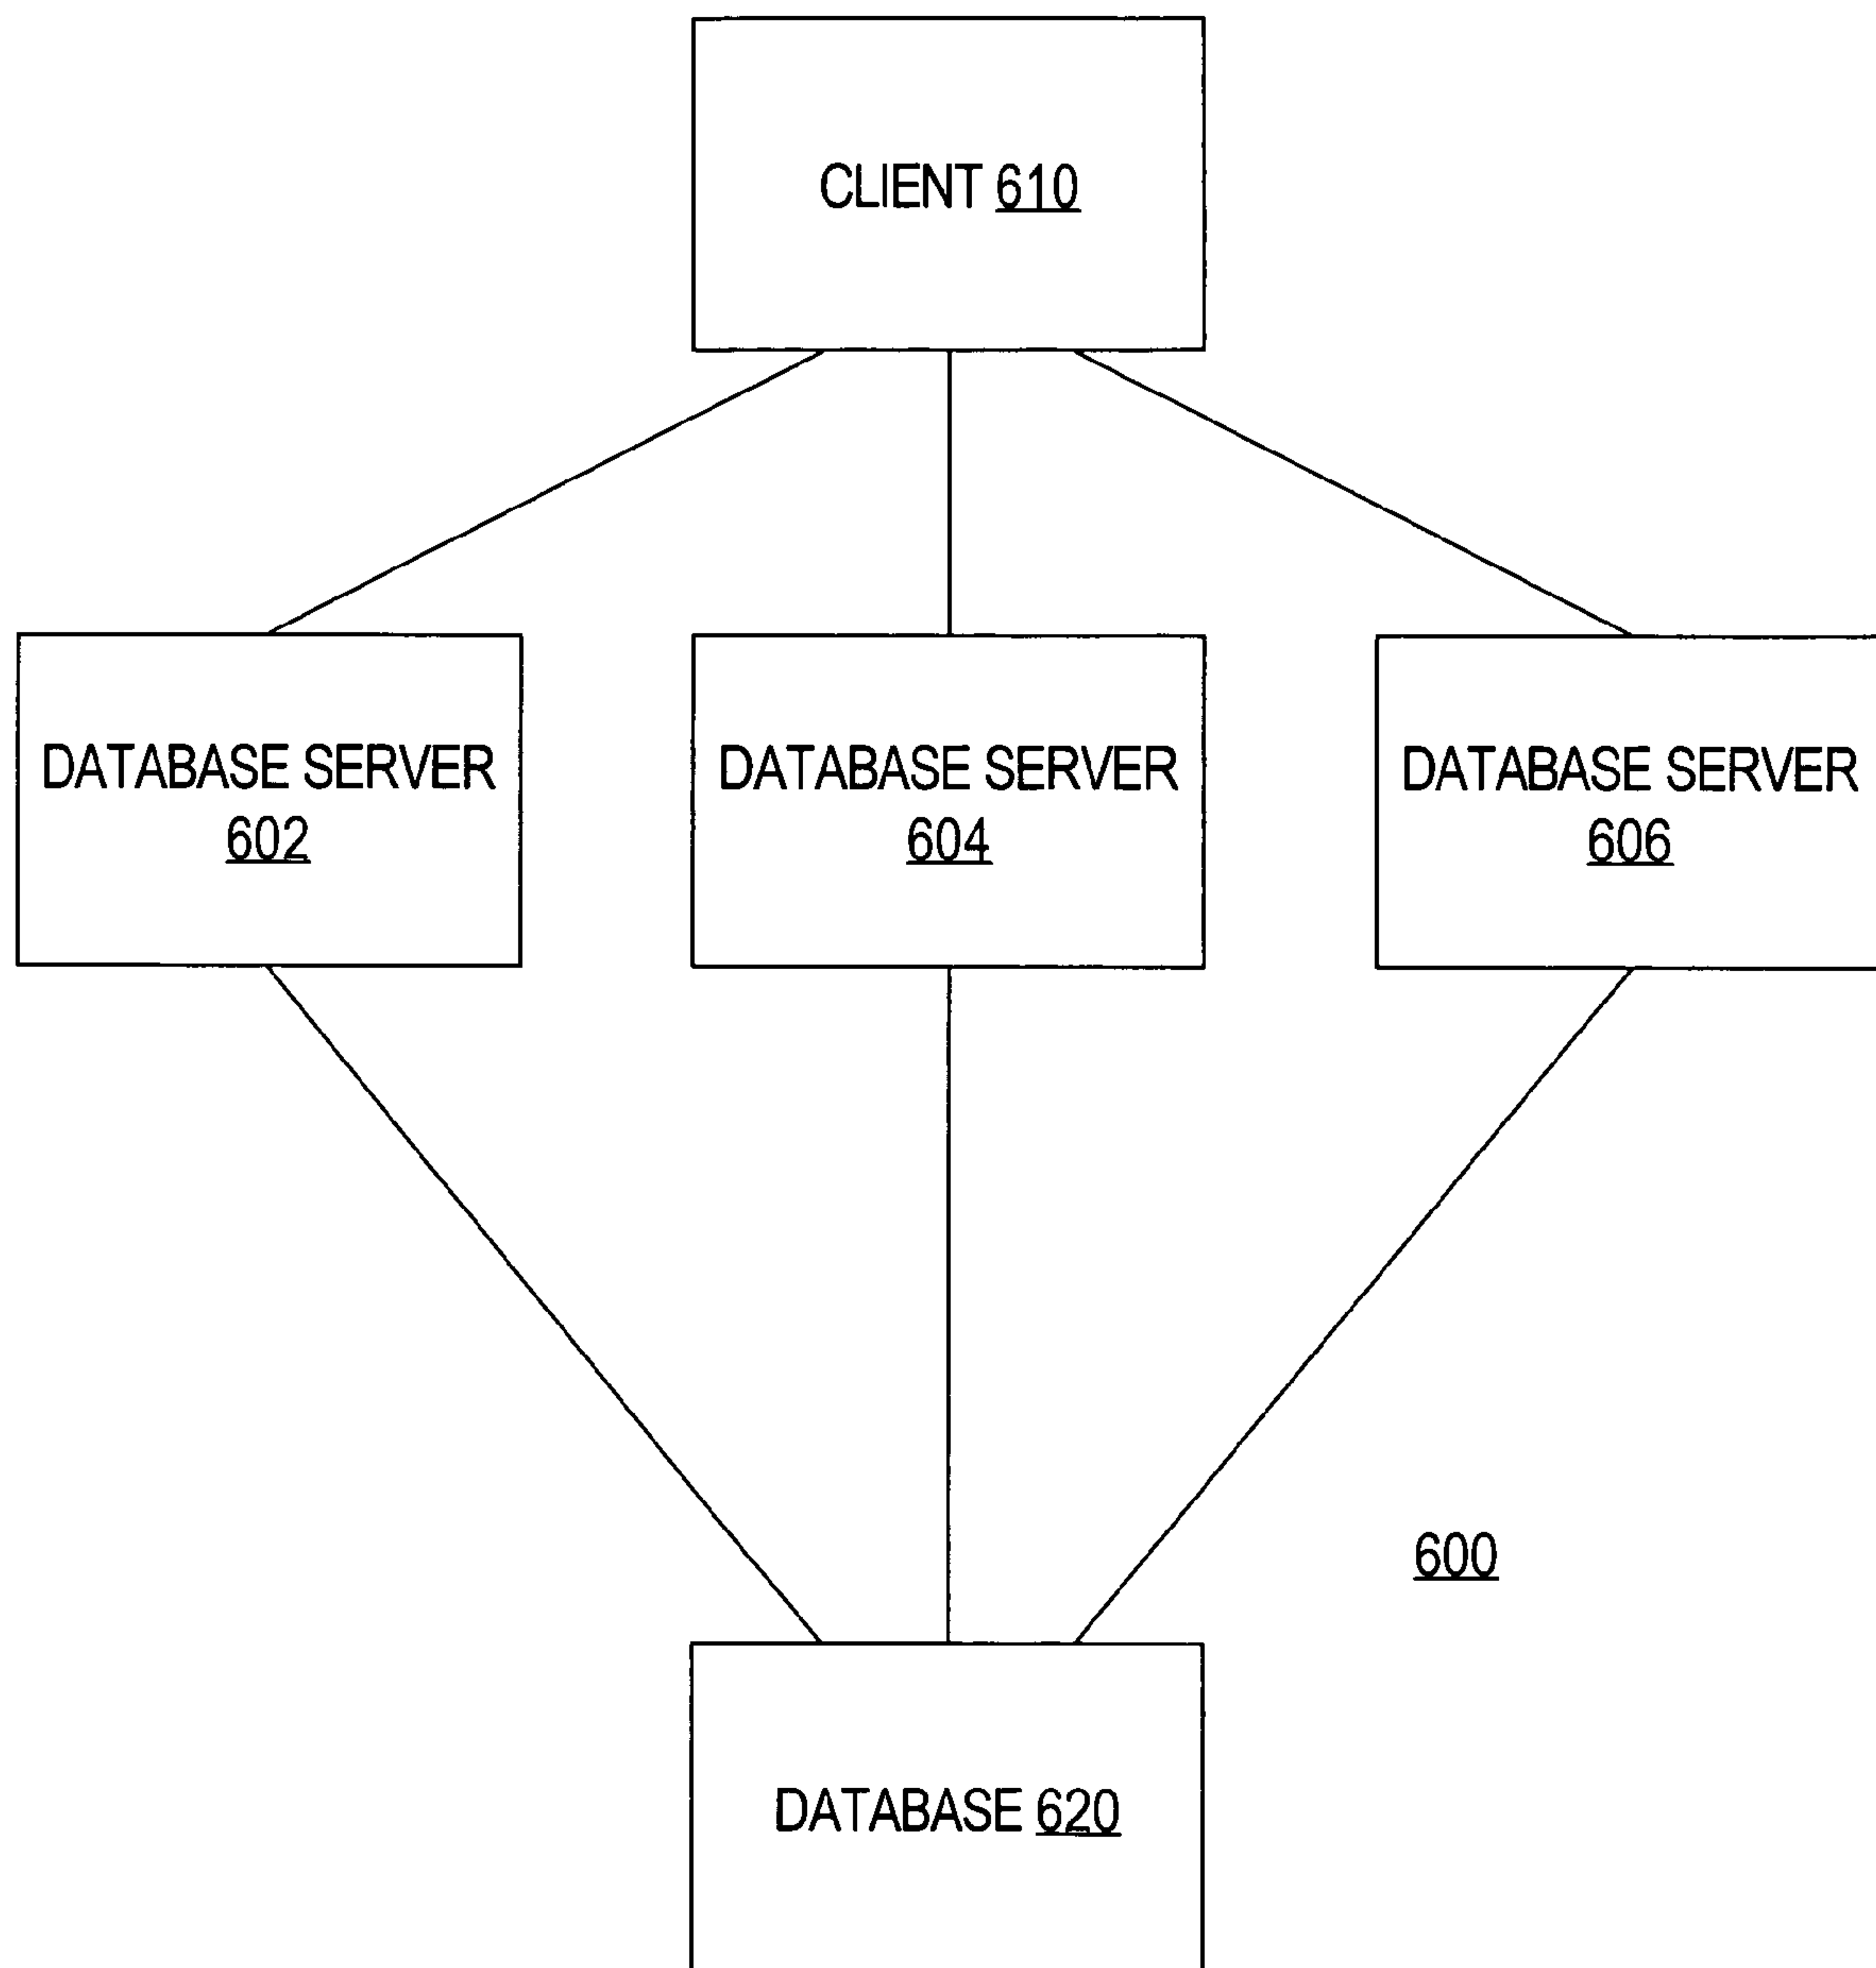 CLIENT 610
DATABASE SERVER
602
DATABASE SERVER
604
DATABASE SERVER
606
600
DATABASE 620